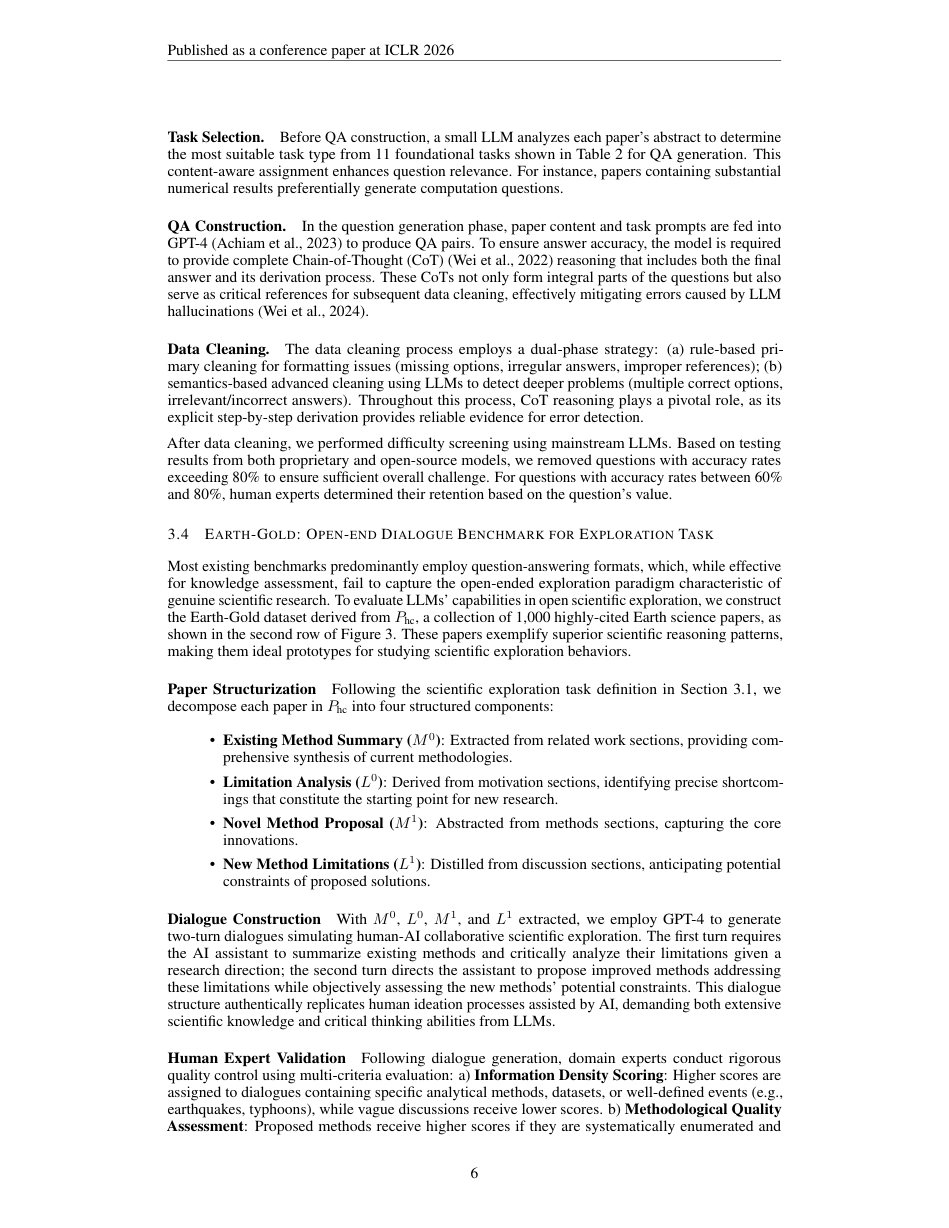 Published as a conference paper at ICLR 2026
Task Selection. Before QA construction, a small LLM analyzes each paper's abstract to determine
the most suitable task type from 11 foundational tasks shown in Table 2 for QA generation. This
content-aware assignment enhances question relevance. For instance, papers containing substantial
numerical results preferentially generate computation questions.
QA Construction. In the question generation phase, paper content and task prompts are fed into
GPT-4 (Achiam et al., 2023) to produce QA pairs. To ensure answer accuracy, the model is required
to provide complete Chain-of-Thought (CoT) (Wei et al., 2022) reasoning that includes both the final
answer and its derivation process. These CoTs not only form integral parts of the questions but also
serve as critical references for subsequent data cleaning, effectively mitigating errors caused by LLM
hallucinations (Wei et al., 2024).
Data Cleaning. The data cleaning process employs a dual-phase strategy: (a) rule-based pri-
mary cleaning for formatting issues (missing options, irregular answers, improper references); (b)
semantics-based advanced cleaning using LLMs to detect deeper problems (multiple correct options,
irrelevant/incorrect answers). Throughout this process, CoT reasoning plays a pivotal role, as its
explicit step-by-step derivation provides reliable evidence for error detection.
After data cleaning, we performed difficulty screening using mainstream LLMs. Based on testing
results from both proprietary and open-source models, we removed questions with accuracy rates
exceeding 80% to ensure sufficient overall challenge. For questions with accuracy rates between 60%
and 80%, human experts determined their retention based on the question's value.
3.4 EARTH-GOLD: OPEN-END DIALOGUE BENCHMARK FOR EXPLORATION TASK
Most existing benchmarks predominantly employ question-answering formats, which, while effective
for knowledge assessment, fail to capture the open-ended exploration paradigm characteristic of
genuine scientific research. To evaluate LLMs' capabilities in open scientific exploration, we construct
the Earth-Gold dataset derived from P_hc, a collection of 1,000 highly-cited Earth science papers, as
shown in the second row of Figure 3. These papers exemplify superior scientific reasoning patterns,
making them ideal prototypes for studying scientific exploration behaviors.
Paper Structurization Following the scientific exploration task definition in Section 3.1, we
decompose each paper in P_hc into four structured components:
• Existing Method Summary (M^0): Extracted from related work sections, providing com-
prehensive synthesis of current methodologies.
• Limitation Analysis (L^0): Derived from motivation sections, identifying precise shortcom-
ings that constitute the starting point for new research.
• Novel Method Proposal (M^1): Abstracted from methods sections, capturing the core
innovations.
• New Method Limitations (L^1): Distilled from discussion sections, anticipating potential
constraints of proposed solutions.
Dialogue Construction With M^0, L^0, M^1, and L^1 extracted, we employ GPT-4 to generate
two-turn dialogues simulating human-AI collaborative scientific exploration. The first turn requires
the AI assistant to summarize existing methods and critically analyze their limitations given a
research direction; the second turn directs the assistant to propose improved methods addressing
these limitations while objectively assessing the new methods' potential constraints. This dialogue
structure authentically replicates human ideation processes assisted by AI, demanding both extensive
scientific knowledge and critical thinking abilities from LLMs.
Human Expert Validation Following dialogue generation, domain experts conduct rigorous
quality control using multi-criteria evaluation: a) Information Density Scoring: Higher scores are
assigned to dialogues containing specific analytical methods, datasets, or well-defined events (e.g.,
earthquakes, typhoons), while vague discussions receive lower scores. b) Methodological Quality
Assessment: Proposed methods receive higher scores if they are systematically enumerated and
6